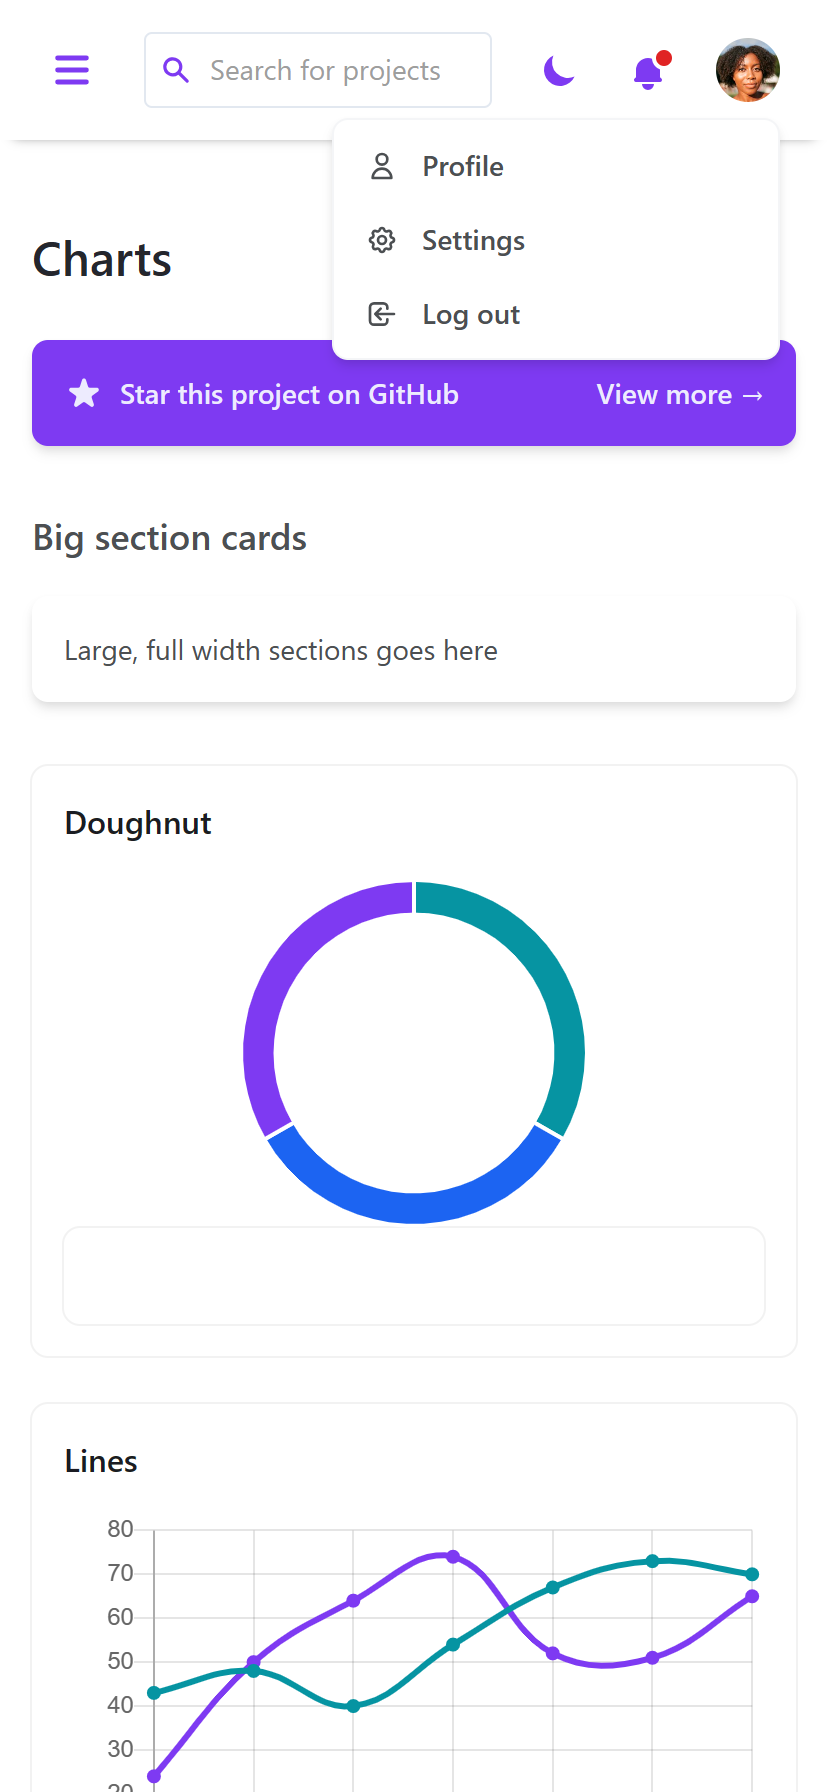 Search for projects
Profile
Settings
Log out
Charts
Star this project on GitHub
View more →
Big section cards
Large, full width sections goes here
Doughnut
Lines
80
70
60
50
40
30
20